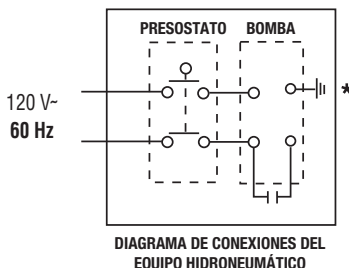 PRESOSTATO BOMBA
120 V~
60 Hz
*
DIAGRAMA DE CONEXIONES DEL
EQUIPO HIDRONEUMÁTICO